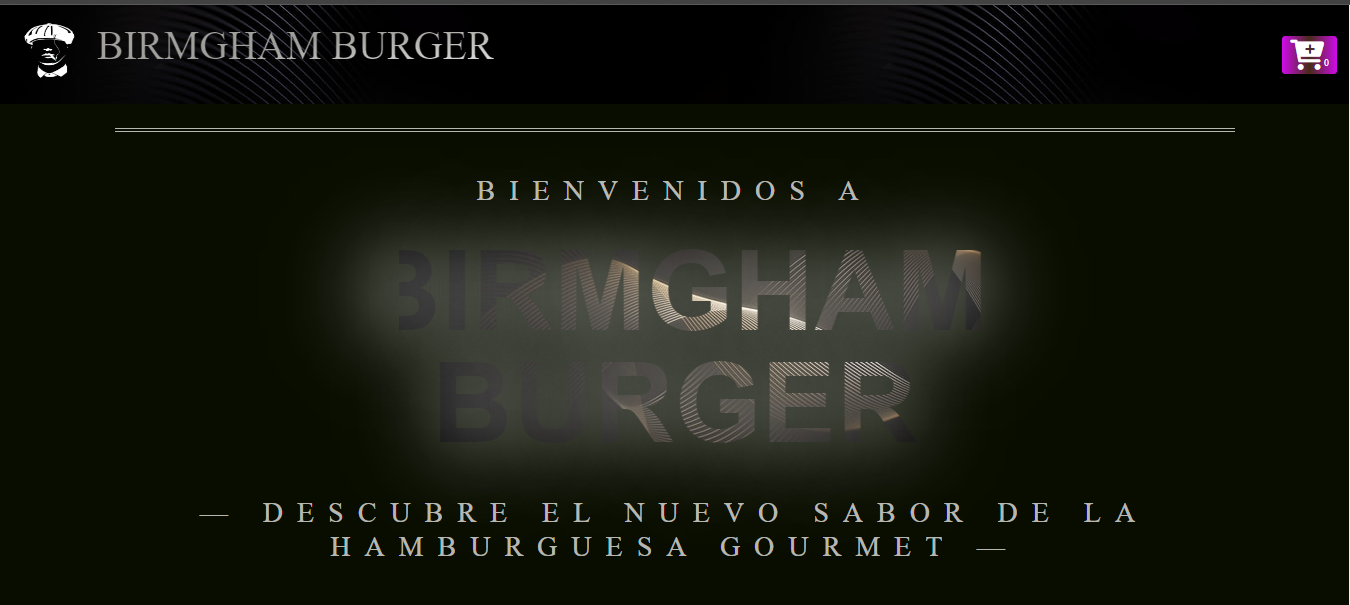 BIRMGHAM BURGER
0
BIENVENIDOS A
BIRMGHAM
BURGER
— DESCUBRE EL NUEVO SABOR DE LA
HAMBURGUESA GOURMET —